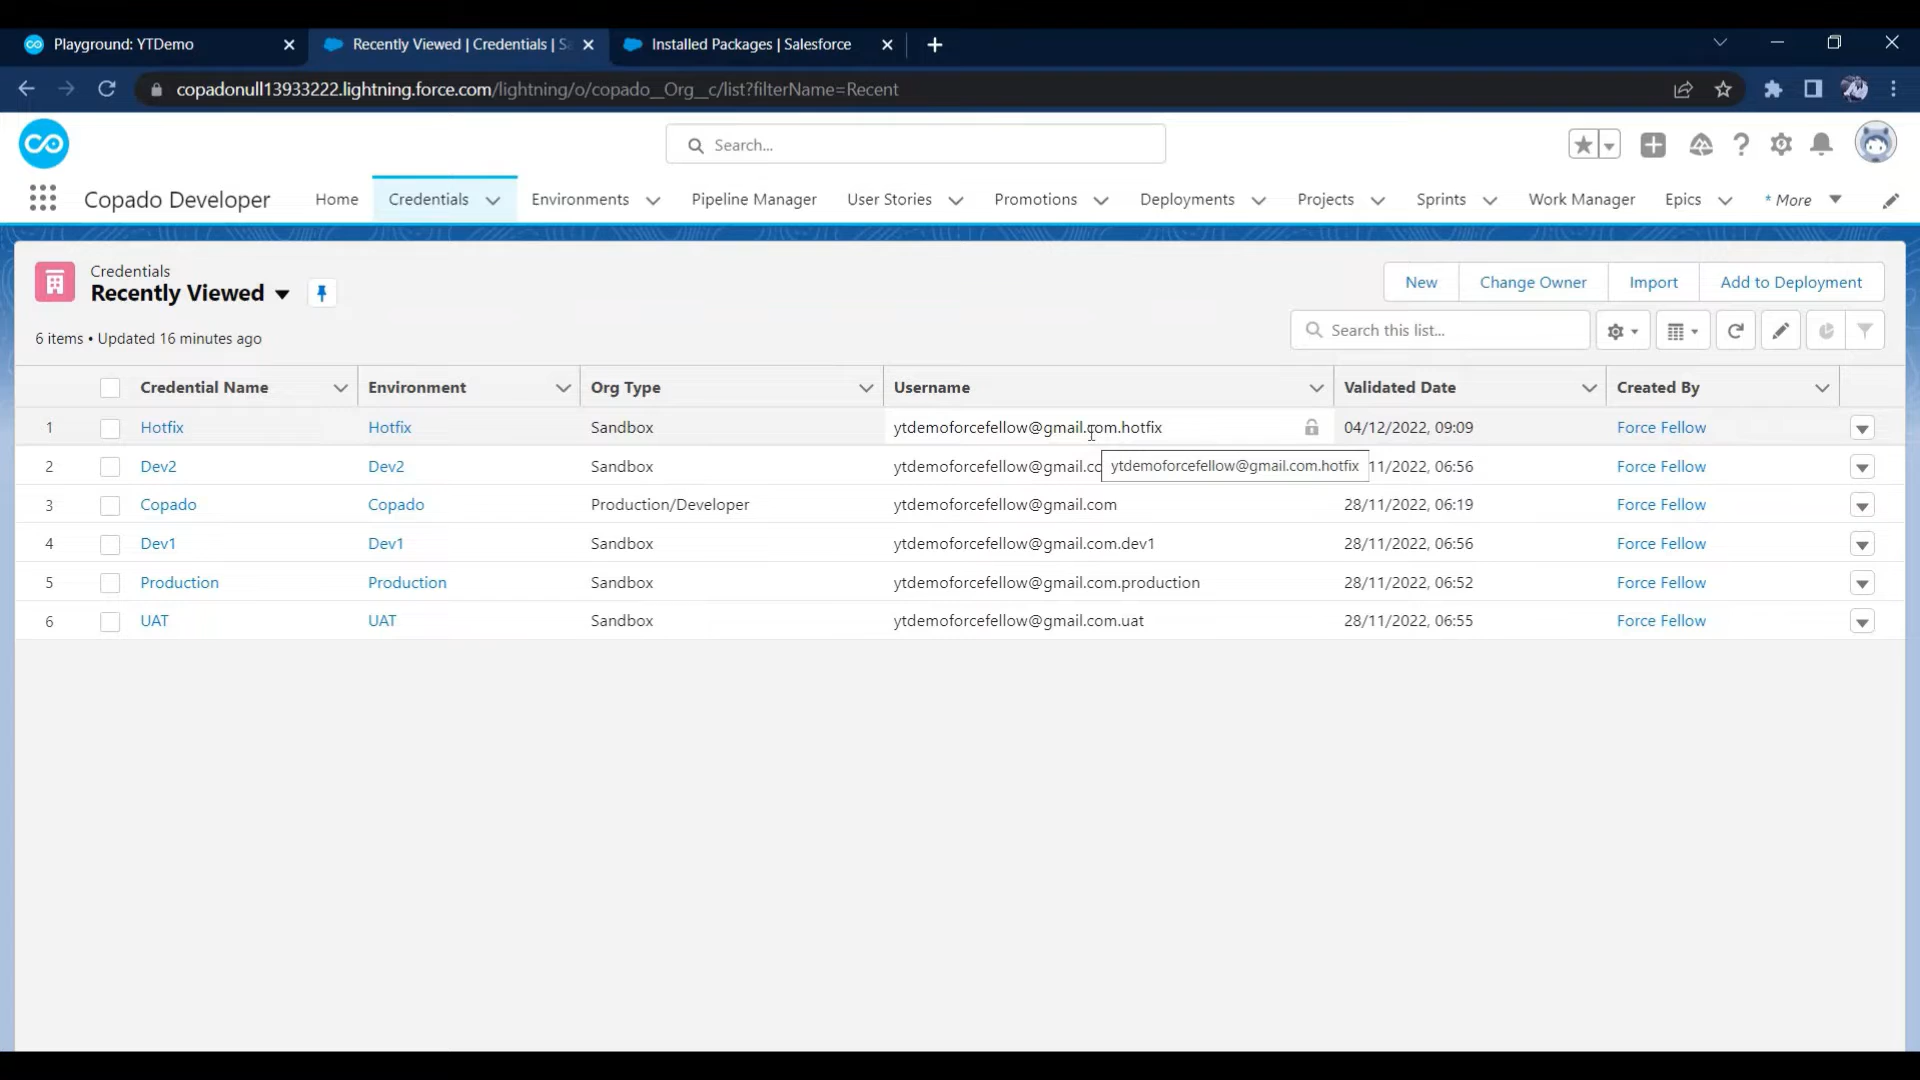 Playground: YTDemo
Recently Viewed | Credentials | S
Installed Packages | Salesforce
copadonull13933222.lightning.force.com/lightning/o/copado__Org__c/list?filterName=Recent
Search...
Copado Developer
Home
Credentials
Environments
Pipeline Manager
User Stories
Promotions
Deployments
Projects
Sprints
Work Manager
Epics
* More
Credentials
Recently Viewed
New
Change Owner
Import
Add to Deployment
6 items • Updated 16 minutes ago
Search this list...
Credential Name Environment Org Type Username Validated Date Created By
1 Hotfix Hotfix Sandbox ytdemoforcefellow@gmail.com.hotfix 04/12/2022, 09:09 Force Fellow
ytdemoforcefellow@gmail.com.hotfix
2 Dev2 Dev2 Sandbox ytdemoforcefellow@gmail.co 11/2022, 06:56 Force Fellow
3 Copado Copado Production/Developer ytdemoforcefellow@gmail.com 28/11/2022, 06:19 Force Fellow
4 Dev1 Dev1 Sandbox ytdemoforcefellow@gmail.com.dev1 28/11/2022, 06:56 Force Fellow
5 Production Production Sandbox ytdemoforcefellow@gmail.com.production 28/11/2022, 06:52 Force Fellow
6 UAT UAT Sandbox ytdemoforcefellow@gmail.com.uat 28/11/2022, 06:55 Force Fellow